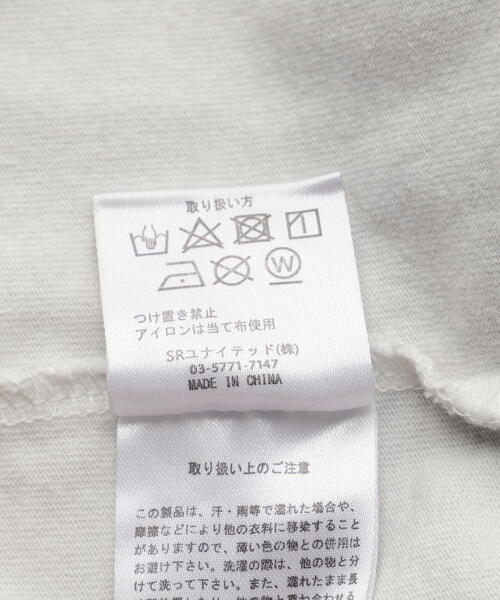 取り扱い方
W
つけ置き禁止
アイロンは当て布使用
SRユナイテッド(株)
03-5771-7147
MADE IN CHINA
取り扱い上のご注意
この製品は、汗・雨等で濡れた場合や、
摩擦などにより他の衣料に移染すること
がありますので、薄い色の物との併用は
お避け下さい。洗濯の際は、他の物と分
けて洗って下さい。また、濡れたまま長